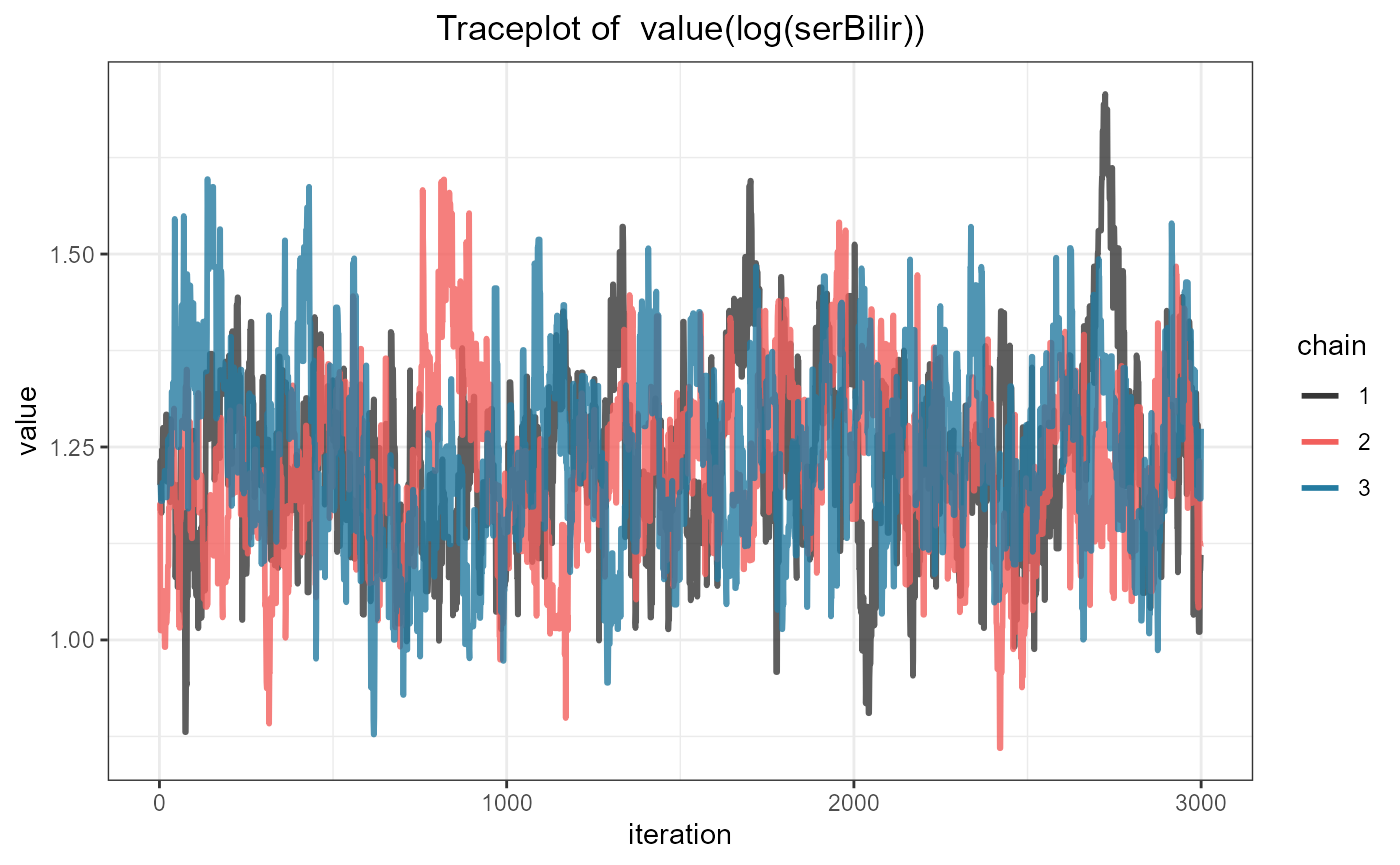 Traceplot of  value(log(serBilir))
value
1.50
1.25
1.00
0
1000
2000
3000
iteration
chain
1
2
3